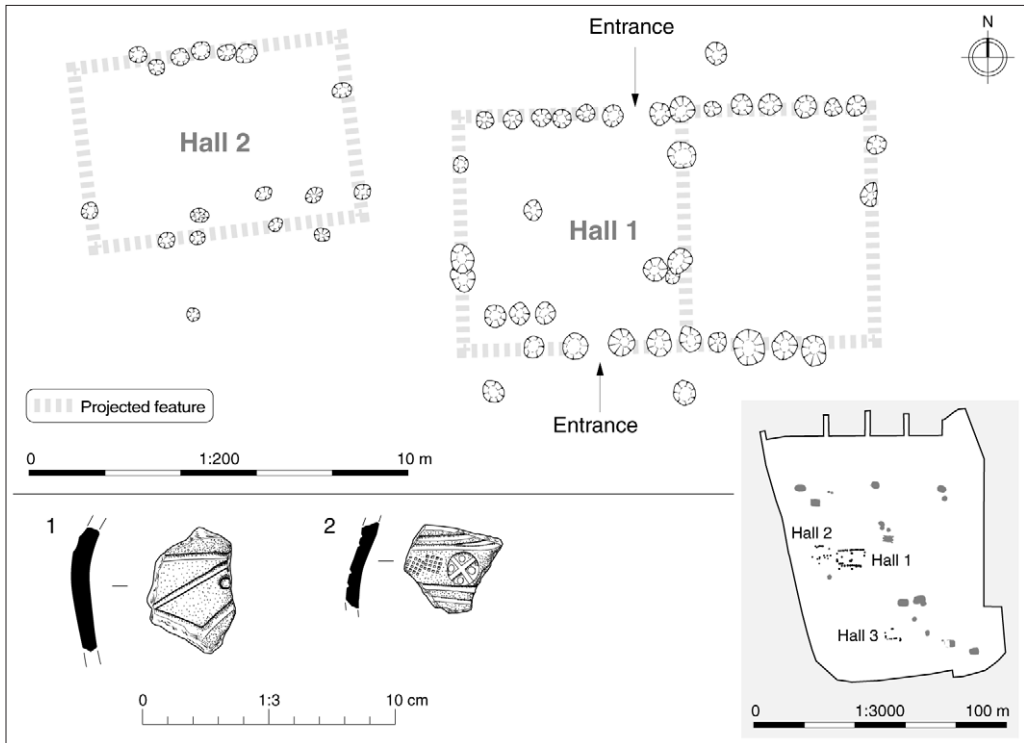 Entrance
N
Hall 2
Hall 1
Projected feature
Entrance
0 1:200 10 m
1 2
0 1:3 10 cm
Hall 2
Hall 1
Hall 3
0 1:3000 100 m